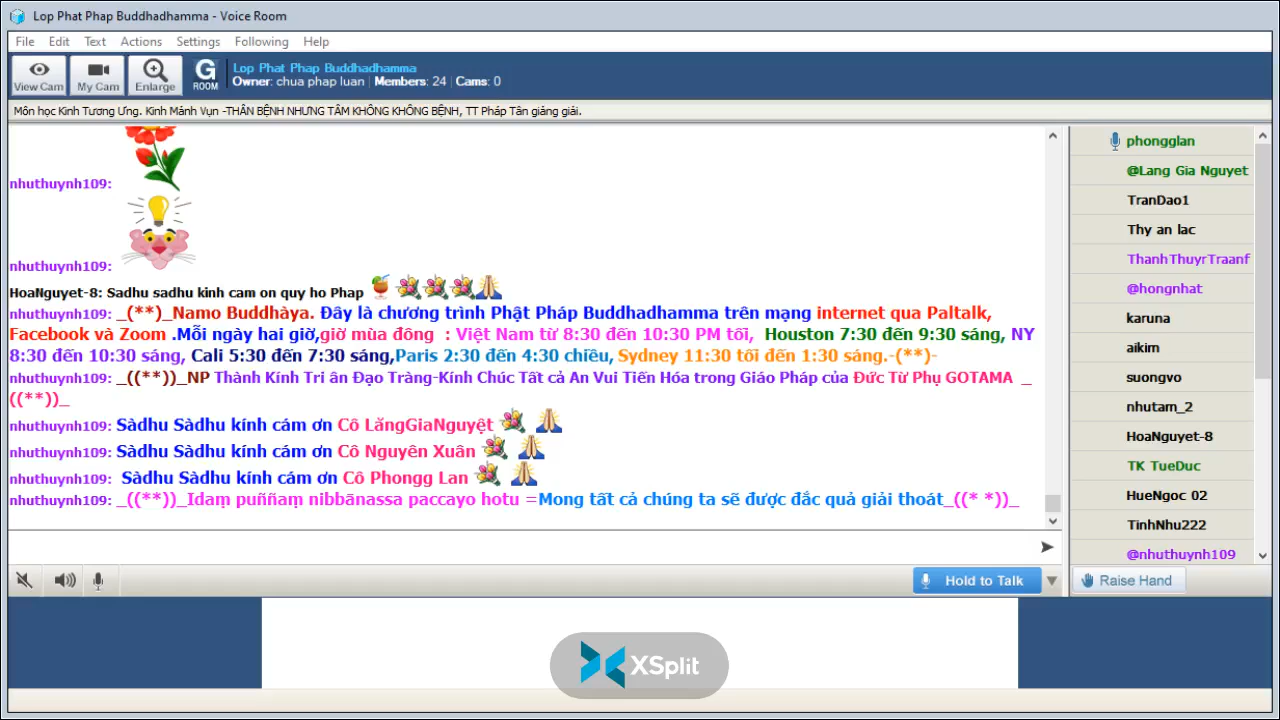 Lop Phat Phap Buddhadhamma - Voice Room
File Edit Text Actions Settings Following Help
View Cam My Cam Enlarge G ROOM
Lop Phat Phap Buddhadhamma
Owner: chua phap luan Members: 24 Cams: 0
Môn học Kinh Tương Ưng. Kinh Mánh Vụn -THÂN BỆNH NHƯNG TÂM KHÔNG KHÔNG BỆNH, TT Pháp Tân giảng giải.
nhuthuynh109:
nhuthuynh109:
HoaNguyet-8: Sadhu sadhu kinh cam on quy ho Phap
nhuthuynh109: _(**)_Namo Buddhàya. Đây là chương trình Phật Pháp Buddhadhamma trên mạng internet qua Paltalk,
Facebook và Zoom .Mỗi ngày hai giờ,giờ mùa đông : Việt Nam từ 8:30 đến 10:30 PM tối, Houston 7:30 đến 9:30 sáng, NY
8:30 đến 10:30 sáng, Cali 5:30 đến 7:30 sáng,Paris 2:30 đến 4:30 chiều, Sydney 11:30 tối đến 1:30 sáng.-(**)-
nhuthuynh109: _((**))_NP Thành Kính Tri ân Đạo Tràng-Kính Chúc Tất cả An Vui Tiến Hóa trong Giáo Pháp của Đức Từ Phụ GOTAMA _
((**))_
nhuthuynh109: Sàdhu Sàdhu kính cám ơn Cô LăngGiaNguyệt
nhuthuynh109: Sàdhu Sàdhu kính cám ơn Cô Nguyên Xuân
nhuthuynh109: Sàdhu Sàdhu kính cám ơn Cô Phongg Lan
nhuthuynh109: _((**))_Idaṃ puññaṃ nibbānassa paccayo hotu =Mong tất cả chúng ta sẽ được đắc quả giải thoát_((* *))_
phongglan
@Lang Gia Nguyet
TranDao1
Thy an lac
ThanhThuyrTraanf
@hongnhat
karuna
aikim
suongvo
nhutam_2
HoaNguyet-8
TK TueDuc
HueNgoc 02
TinhNhu222
@nhuthuynh109
Hold to Talk
Raise Hand
XSplit